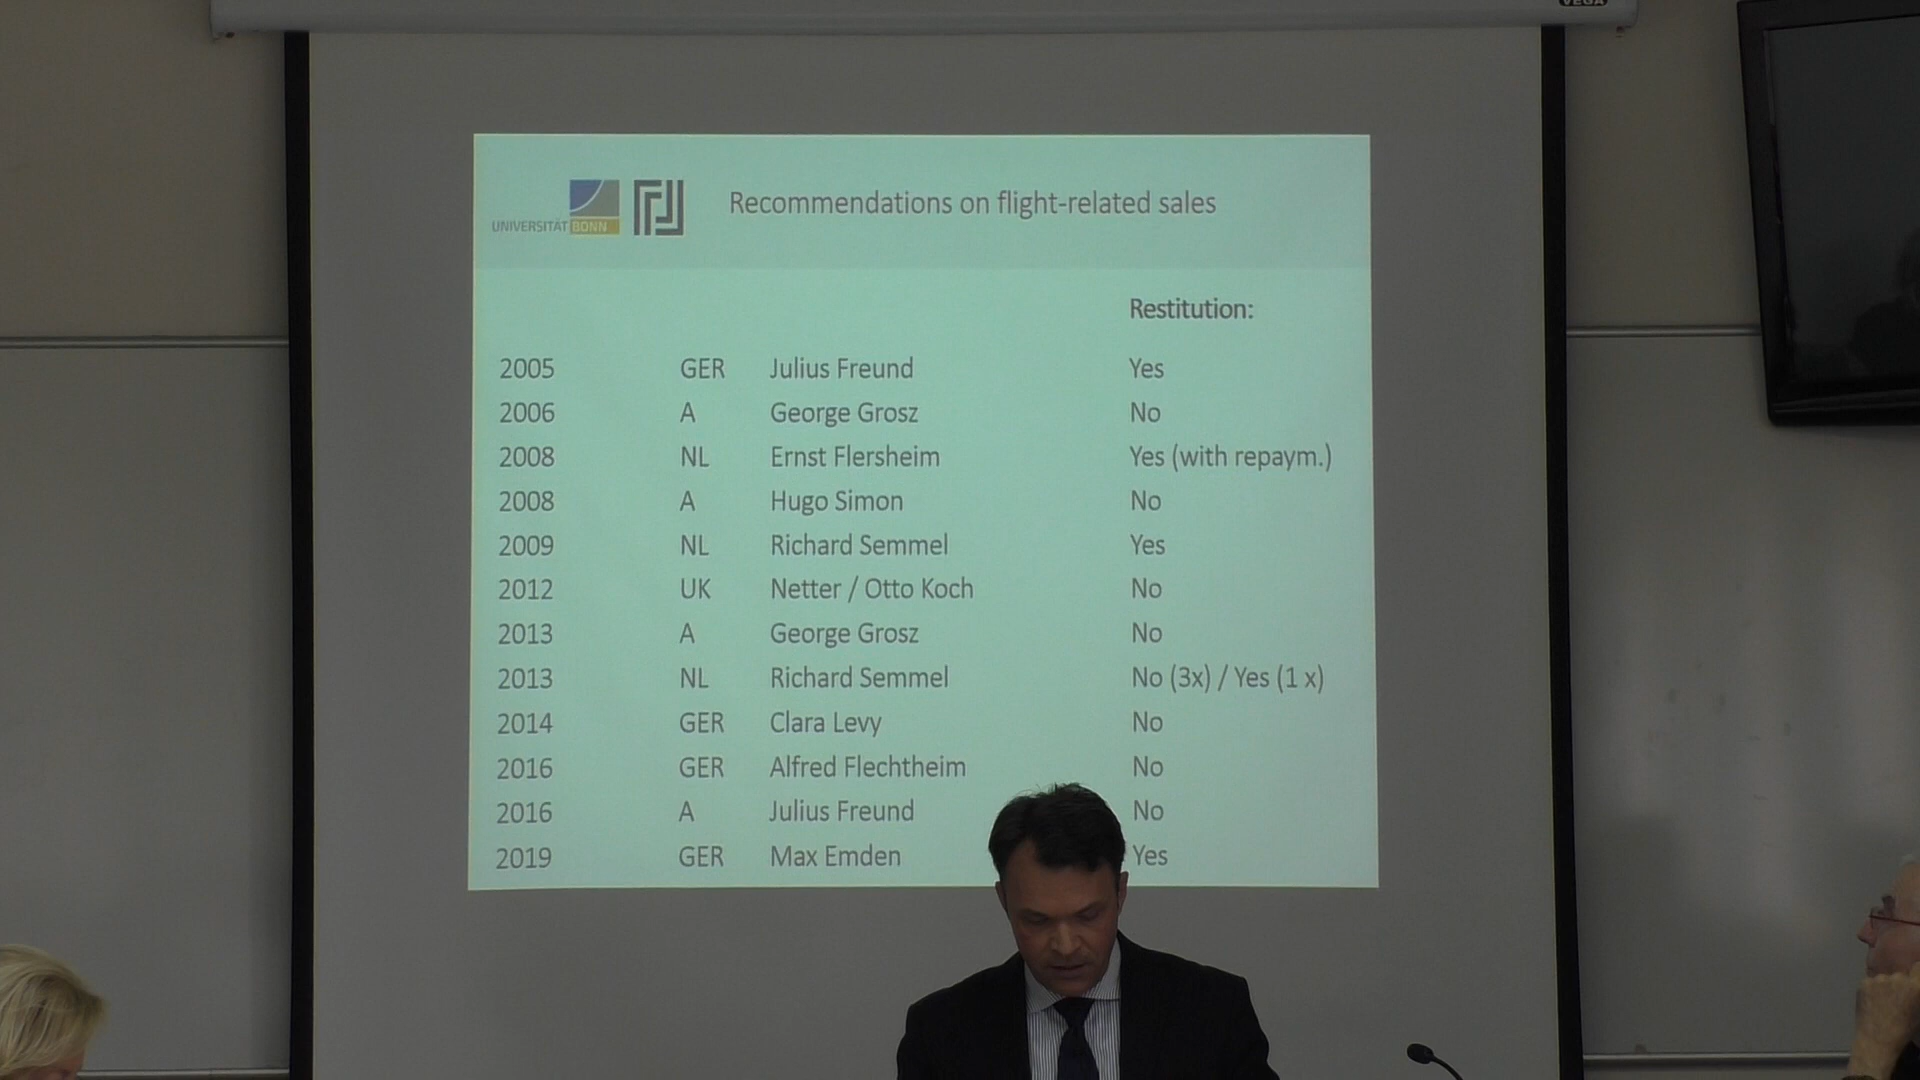 VEGA
UNIVERSITÄT BONN
Recommendations on flight-related sales
Restitution:
2005 GER Julius Freund Yes
2006 A George Grosz No
2008 NL Ernst Flersheim Yes (with repaym.)
2008 A Hugo Simon No
2009 NL Richard Semmel Yes
2012 UK Netter / Otto Koch No
2013 A George Grosz No
2013 NL Richard Semmel No (3x) / Yes (1 x)
2014 GER Clara Levy No
2016 GER Alfred Flechtheim No
2016 A Julius Freund No
2019 GER Max Emden Yes